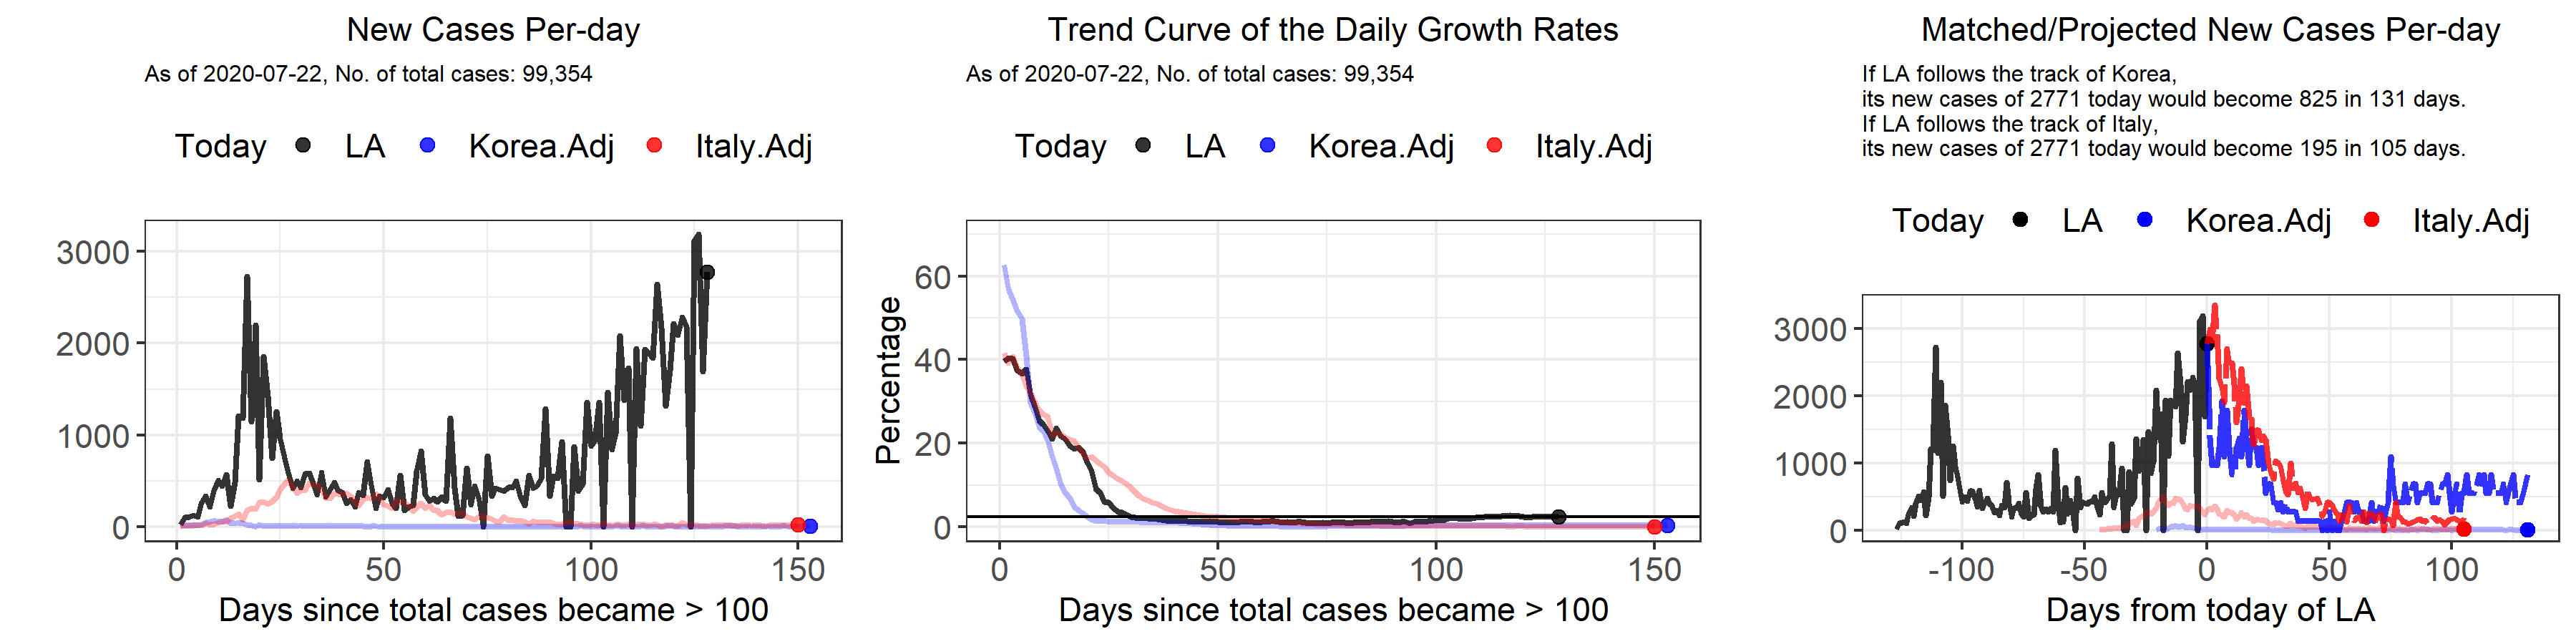 New Cases Per-day
As of 2020-07-22, No. of total cases: 99,354
Today LA Korea.Adj Italy.Adj
3000
2000
1000
0
0 50 100 150
Days since total cases became > 100
Trend Curve of the Daily Growth Rates
As of 2020-07-22, No. of total cases: 99,354
Today LA Korea.Adj Italy.Adj
Percentage
60
40
20
0
0 50 100 150
Days since total cases became > 100
Matched/Projected New Cases Per-day
If LA follows the track of Korea,
its new cases of 2771 today would become 825 in 131 days.
If LA follows the track of Italy,
its new cases of 2771 today would become 195 in 105 days.
Today LA Korea.Adj Italy.Adj
3000
2000
1000
0
-100 -50 0 50 100
Days from today of LA